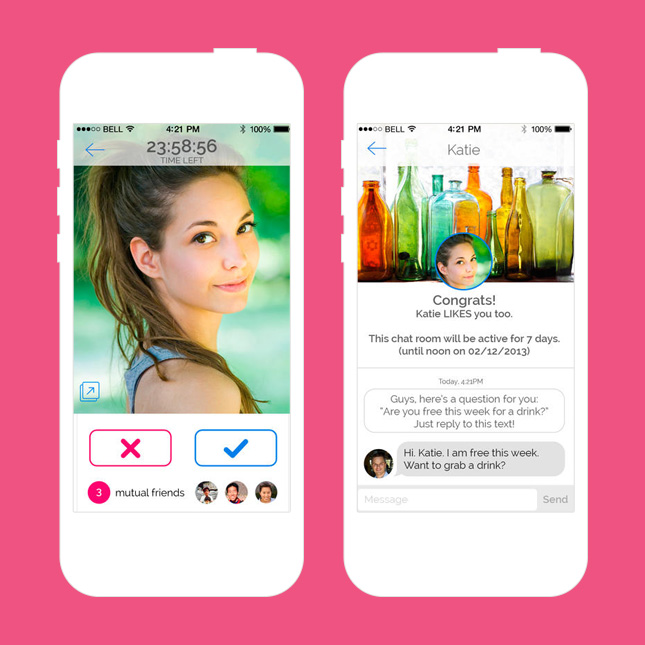 BELL 4:21 PM 100%
23:58:56
TIME LEFT
3 mutual friends
BELL 4:21 PM 100%
Katie
Congrats!
Katie LIKES you too.
This chat room will be active for 7 days.
(until noon on 02/12/2013)
Today, 4:21PM
Guys, here's a question for you:
"Are you free this week for a drink?"
Just reply to this text!
Hi. Katie. I am free this week.
Want to grab a drink?
Message Send